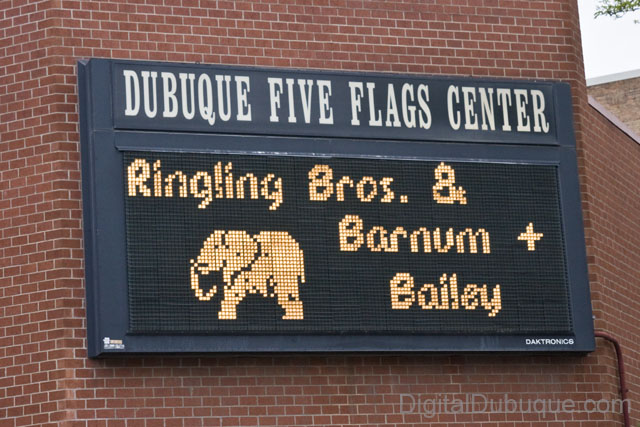 DUBUQUE FIVE FLAGS CENTER
Ringling Bros. &
Barnum +
Bailey
DAKTRONICS
DigitalDubuque.com